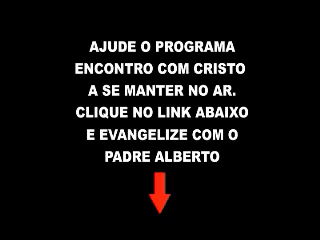 AJUDE O PROGRAMA
ENCONTRO COM CRISTO
A SE MANTER NO AR.
CLIQUE NO LINK ABAIXO
E EVANGELIZE COM O
PADRE ALBERTO